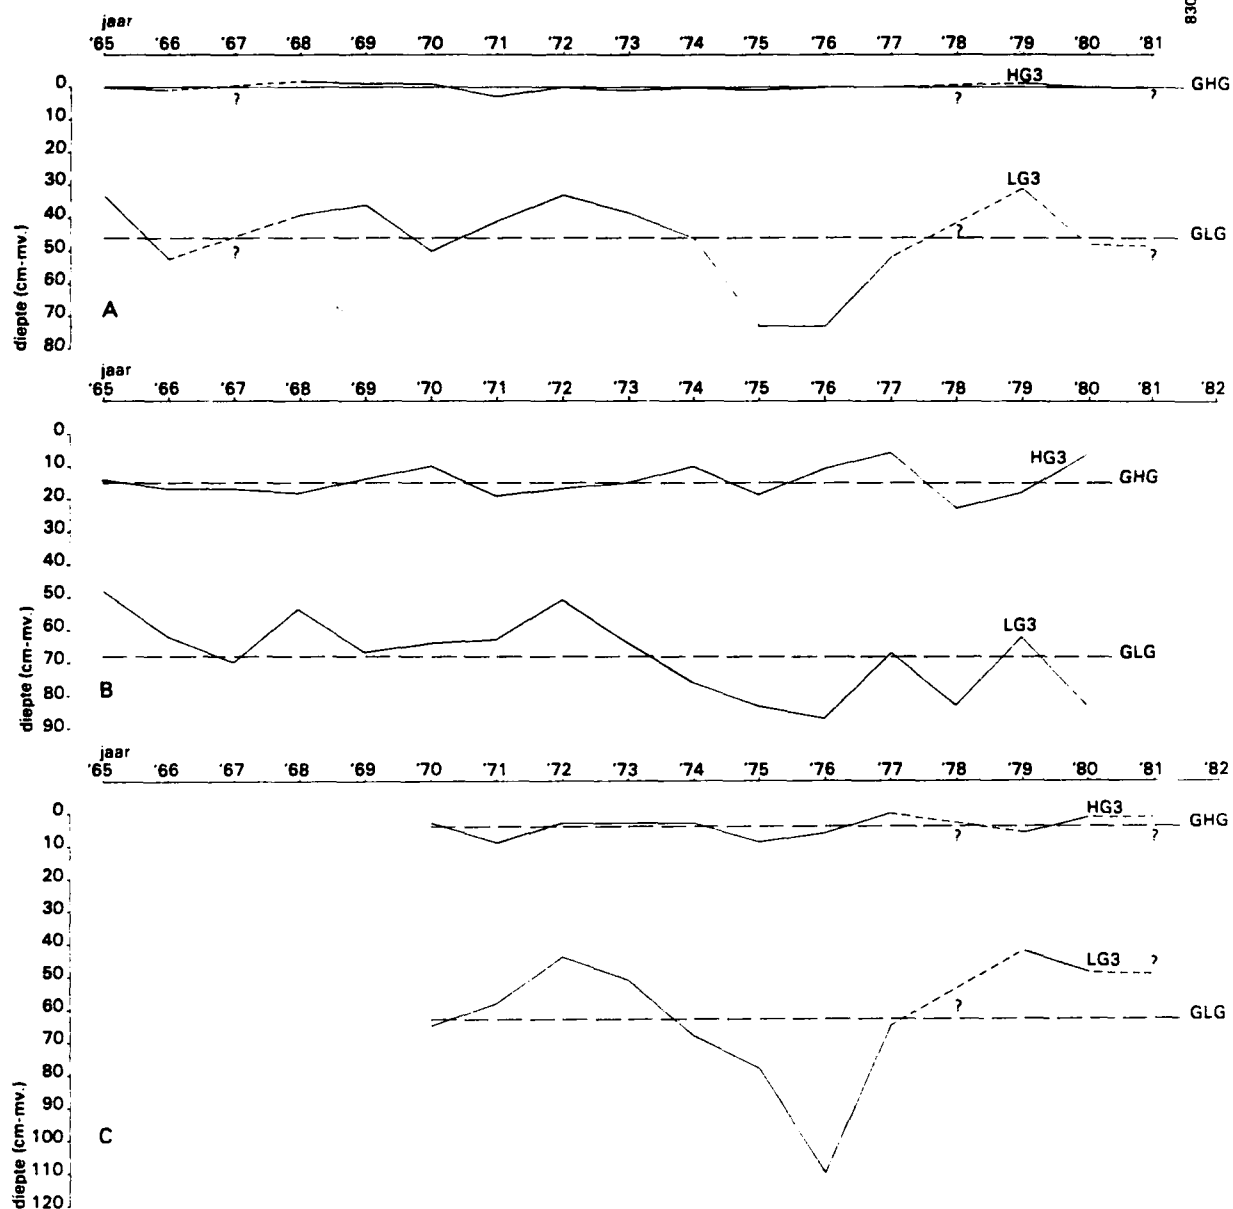 830
jaar
'65 '66 '67 '68 '69 '70 '71 '72 '73 '74 '75 '76 '77 '78 '79 '80 '81
0
10
20
30
40
50
60
70
80
diepte (cm-mv.)
HG3
GHG
? ? ?
LG3
GLG
? ? ?
A
jaar
'65 '66 '67 '68 '69 '70 '71 '72 '73 '74 '75 '76 '77 '78 '79 '80 '81 '82
0
10
20
30
40
50
60
70
80
90
diepte (cm-mv.)
HG3
GHG
LG3
GLG
B
jaar
'65 '66 '67 '68 '69 '70 '71 '72 '73 '74 '75 '76 '77 '78 '79 '80 '81 '82
0
10
20
30
40
50
60
70
80
90
100
110
120
diepte (cm-mv.)
HG3
GHG
? ?
LG3 ?
?
GLG
C